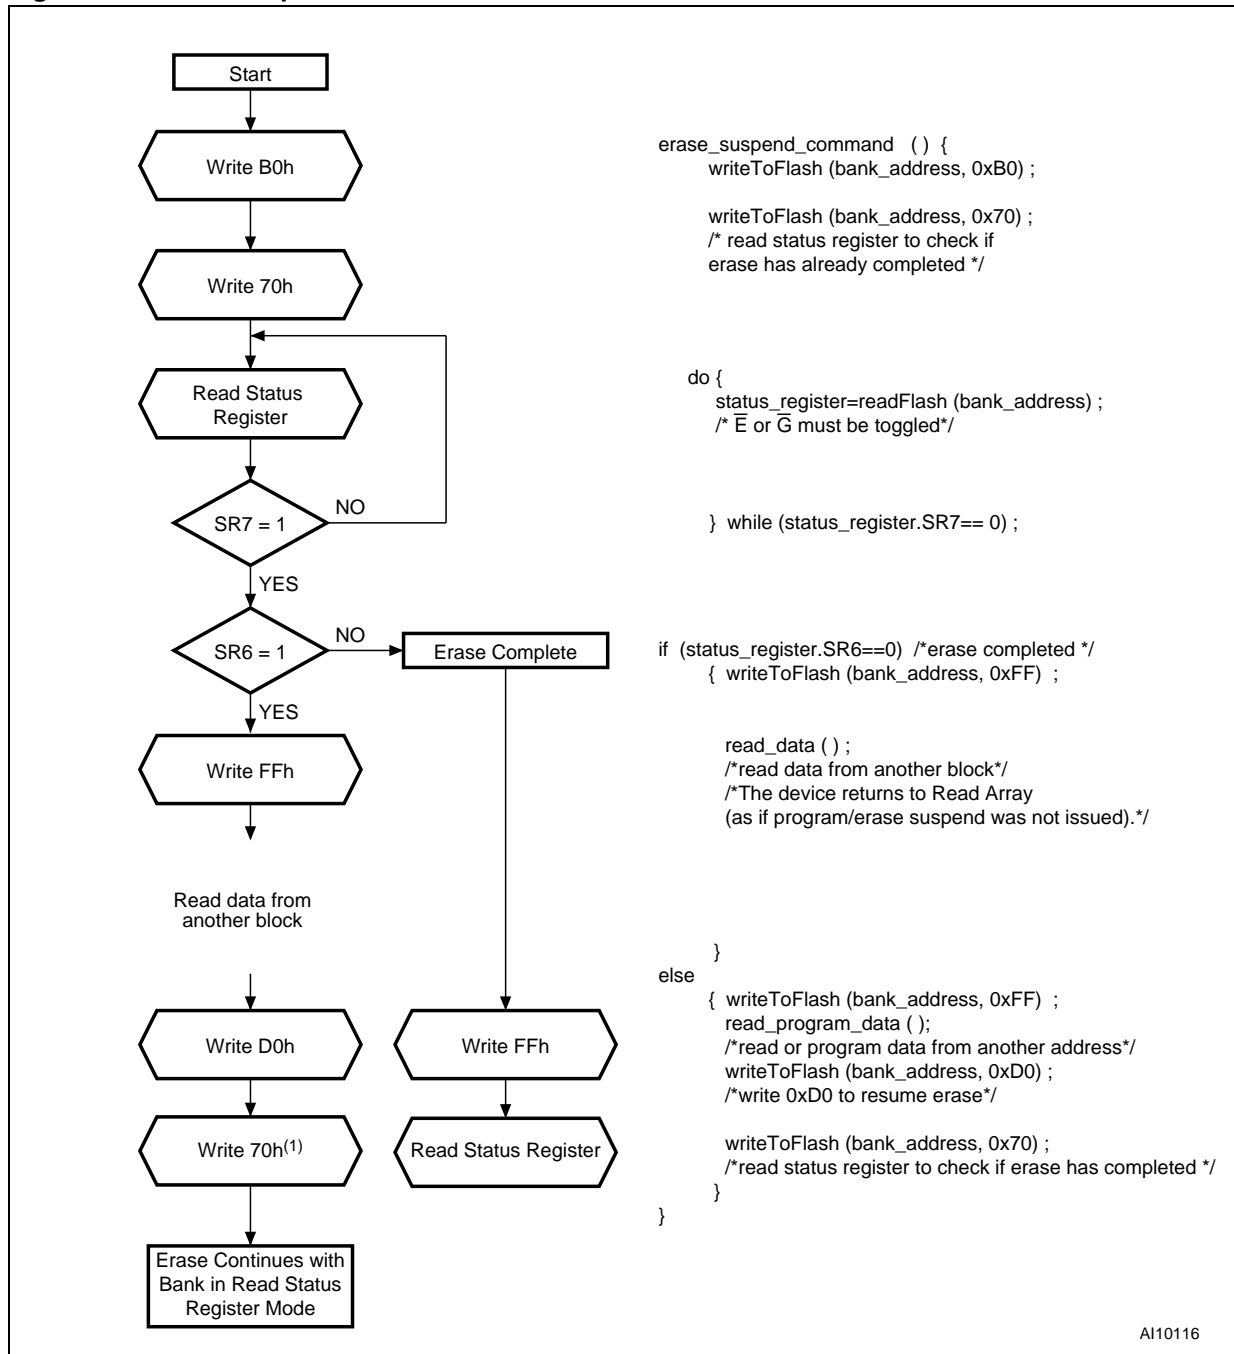 Start
Write B0h
Write 70h
Read Status
Register
SR7 = 1
NO
YES
SR6 = 1
NO
Erase Complete
YES
Write FFh
Read data from
another block
Write D0h
Write FFh
Write 70h(1)
Read Status Register
Erase Continues with
Bank in Read Status
Register Mode
erase_suspend_command ( ) {
writeToFlash (bank_address, 0xB0) ;
writeToFlash (bank_address, 0x70) ;
/* read status register to check if
erase has already completed */
do {
status_register=readFlash (bank_address) ;
/* E̅ or G̅ must be toggled*/
} while (status_register.SR7== 0) ;
if (status_register.SR6==0) /*erase completed */
{ writeToFlash (bank_address, 0xFF) ;
read_data ( ) ;
/*read data from another block*/
/*The device returns to Read Array
(as if program/erase suspend was not issued).*/
}
else
{ writeToFlash (bank_address, 0xFF) ;
read_program_data ( );
/*read or program data from another address*/
writeToFlash (bank_address, 0xD0) ;
/*write 0xD0 to resume erase*/
writeToFlash (bank_address, 0x70) ;
/*read status register to check if erase has completed */
}
}
AI10116